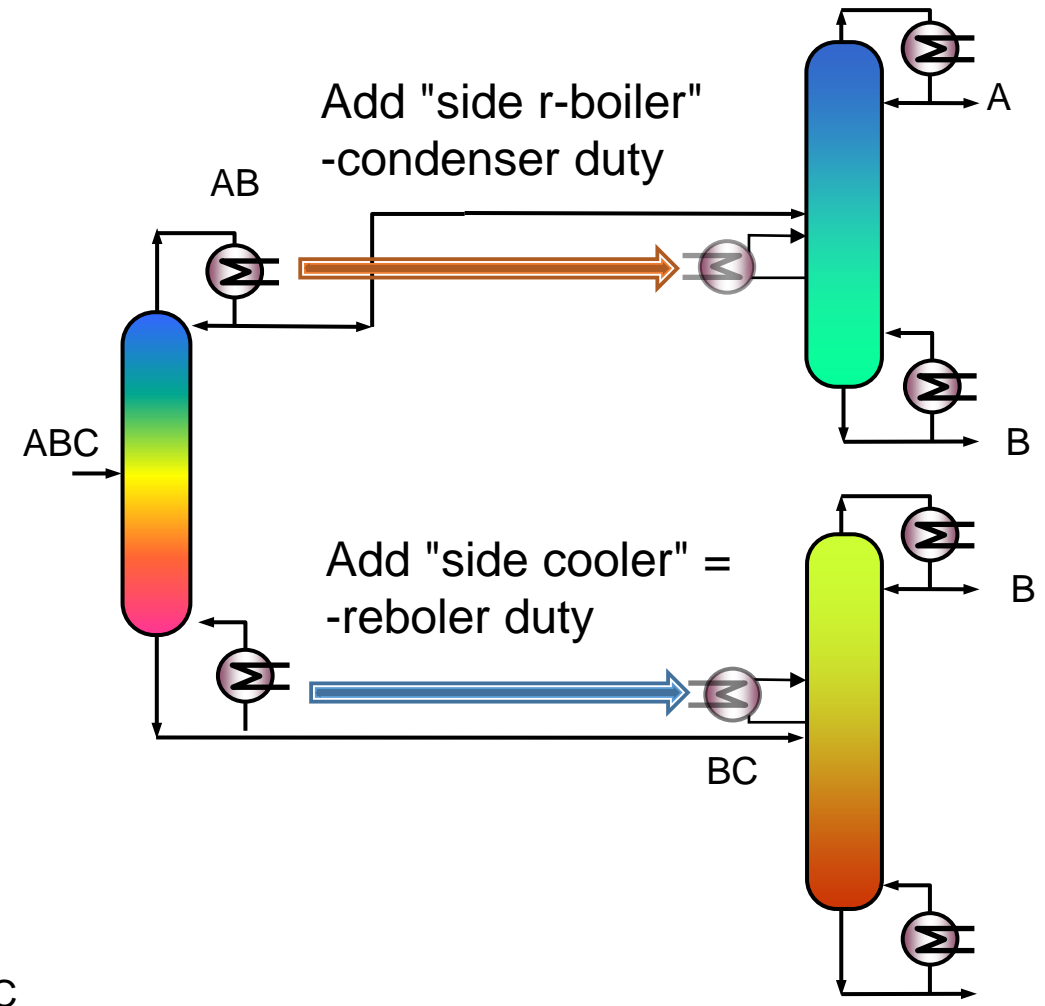 A
Add "side r-boiler"
-condenser duty
AB
ABC
B
Add "side cooler" =
-reboler duty
B
BC
C